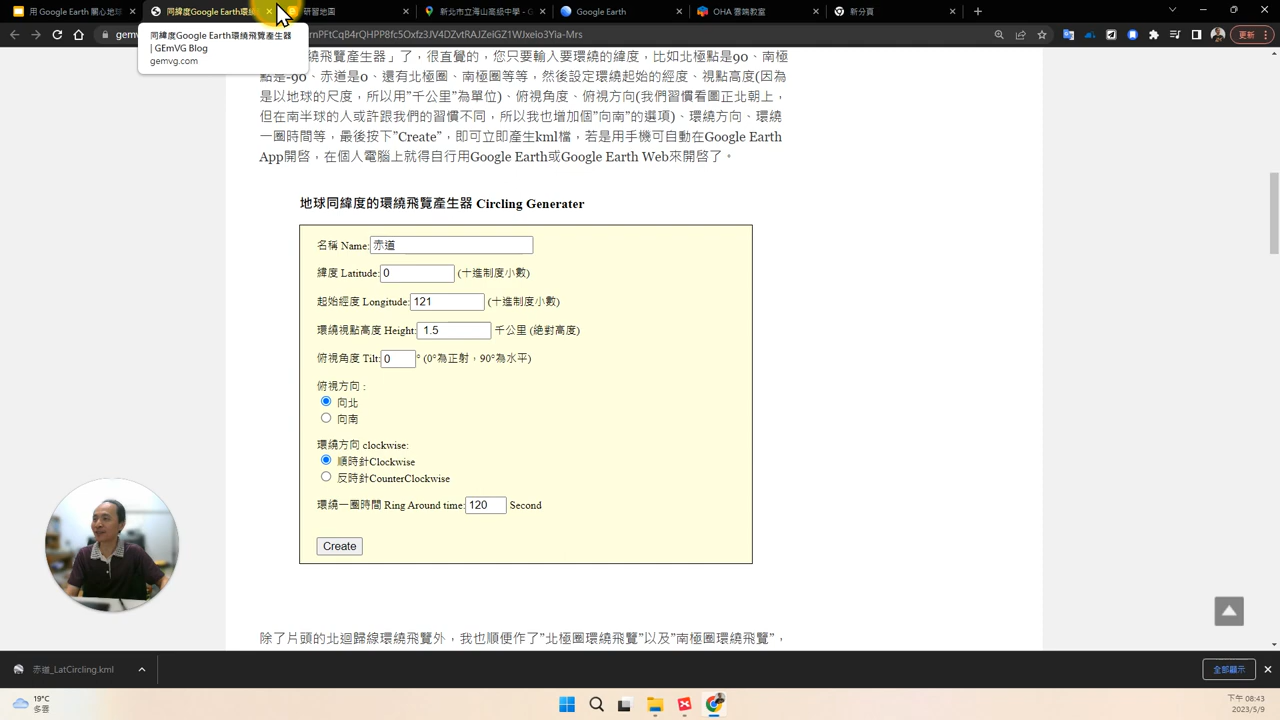 用 Google Earth 關心地球
同緯度Google Earth環繞
研習地圖
新北市立海山高級中學 - G
Google Earth
OHA 雲端教室
新分頁
同緯度Google Earth環繞飛覽產生器
| GEmVG Blog
gemvg.com
更新
繞飛覽產生器」了，很直覺的，您只要輸入要環繞的緯度，比如北極點是90、南極
點是-90、赤道是0、還有北極圈、南極圈等等，然後設定環繞起始的經度、視點高度(因為
是以地球的尺度，所以用”千公里”為單位)、俯視角度、俯視方向(我們習慣看圖正北朝上，
但在南半球的人或許跟我們的習慣不同，所以我也增加個”向南”的選項)、環繞方向、環繞
一圈時間等，最後按下”Create”，即可立即產生kml檔，若是用手機可自動在Google Earth
App開啓，在個人電腦上就得自行用Google Earth或Google Earth Web來開啓了。
地球同緯度的環繞飛覽產生器 Circling Generater
名稱 Name: 赤道
緯度 Latitude: 0 (十進制度小數)
起始經度 Longitude: 121 (十進制度小數)
環繞視點高度 Height: 1.5 千公里 (絕對高度)
俯視角度 Tilt: 0 ° (0°為正射，90°為水平)
俯視方向 :
向北
向南
環繞方向 clockwise:
順時針Clockwise
反時針CounterClockwise
環繞一圈時間 Ring Around time: 120 Second
Create
除了片頭的北迴歸線環繞飛覽外，我也順便作了”北極圈環繞飛覽”以及”南極圈環繞飛覽”，
赤道_LatCircling.kml
全部顯示
19°C
多雲
下午 08:43
2023/5/9